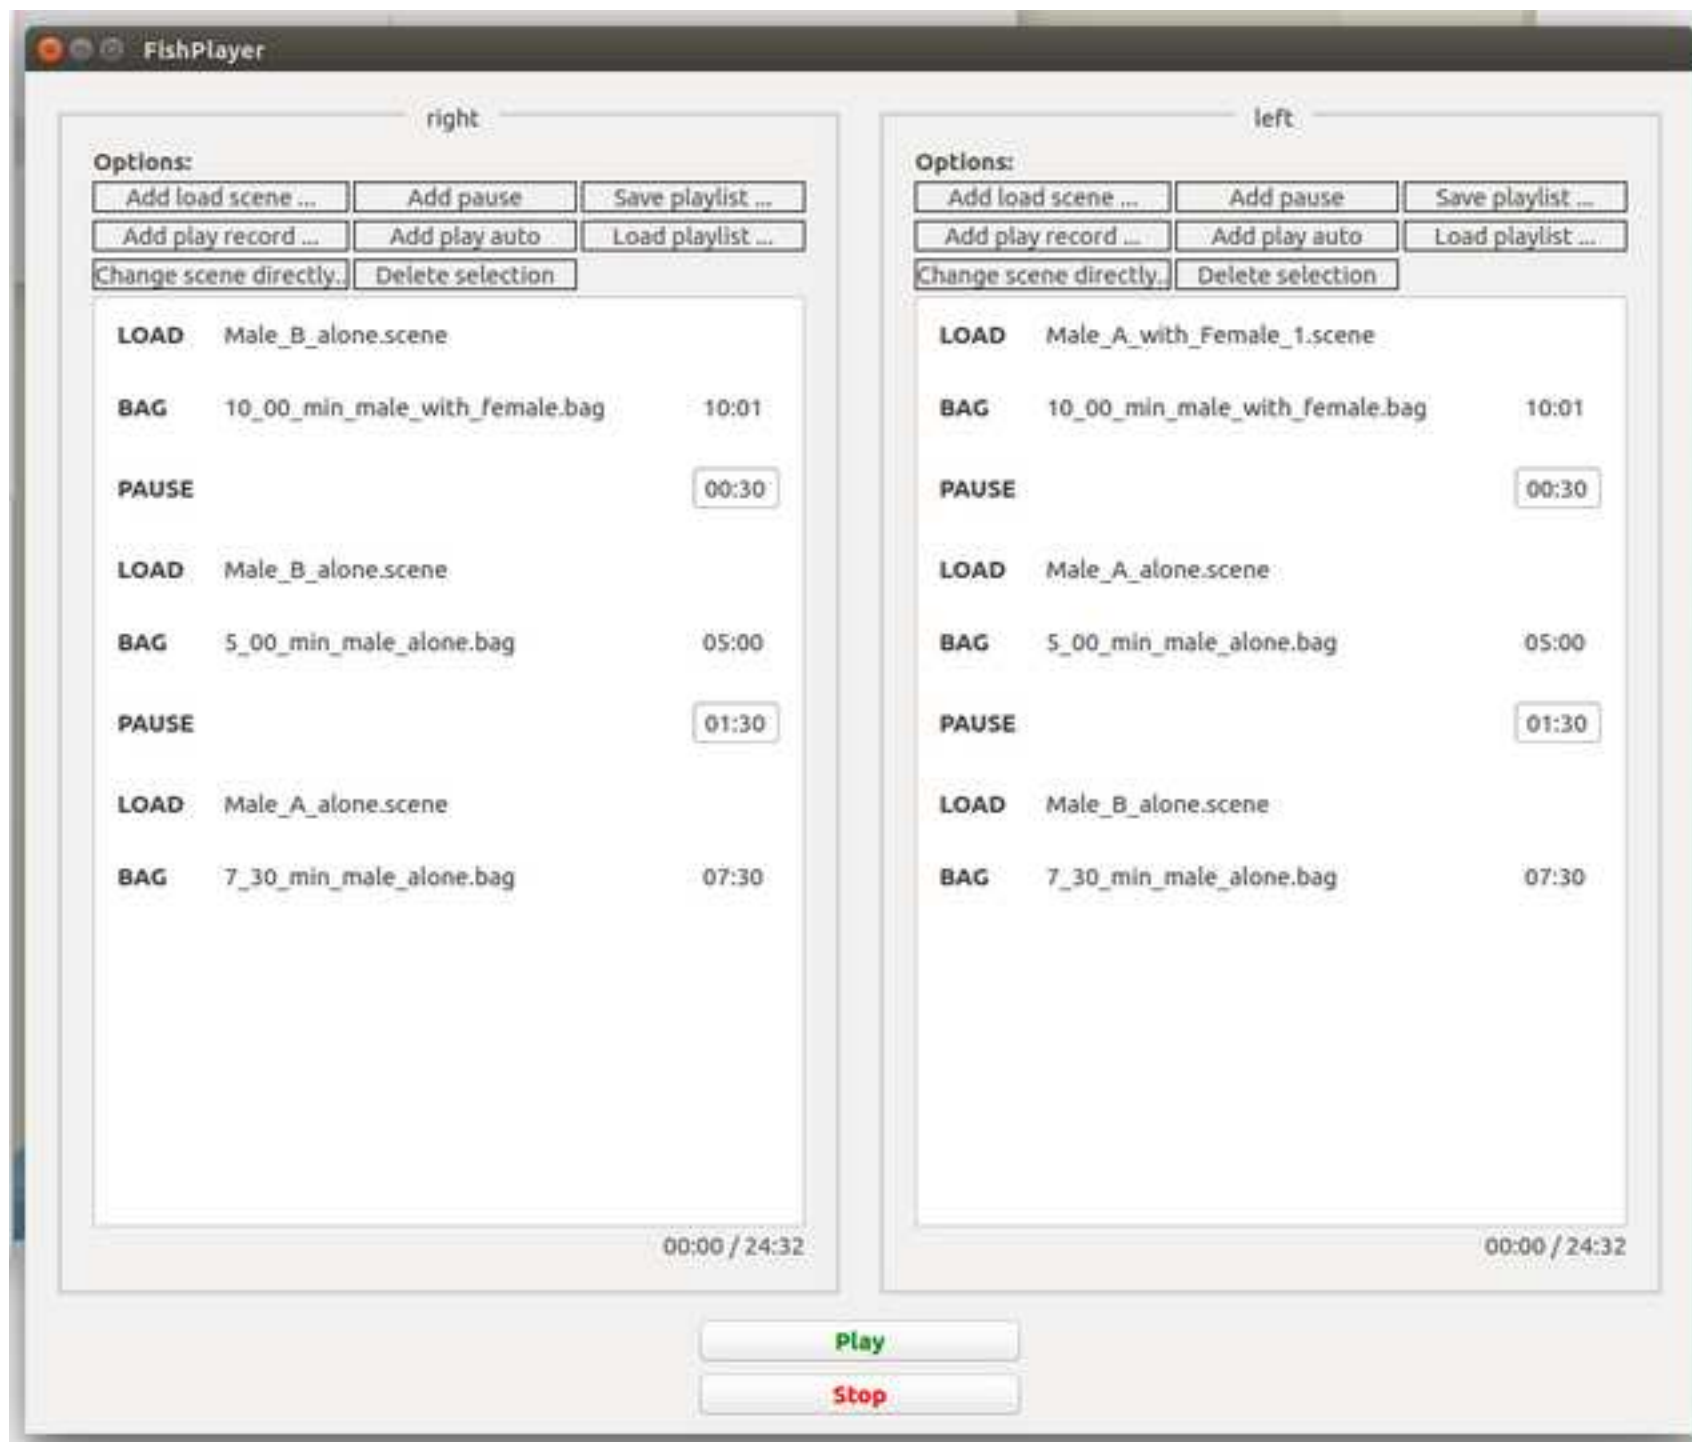 FishPlayer
right
Options:
Add load scene ... Add pause Save playlist ...
Add play record ... Add play auto Load playlist ...
Change scene directly.. Delete selection
LOAD Male_B_alone.scene
BAG 10_00_min_male_with_female.bag 10:01
PAUSE 00:30
LOAD Male_B_alone.scene
BAG 5_00_min_male_alone.bag 05:00
PAUSE 01:30
LOAD Male_A_alone.scene
BAG 7_30_min_male_alone.bag 07:30
00:00 / 24:32
left
Options:
Add load scene ... Add pause Save playlist ...
Add play record ... Add play auto Load playlist ...
Change scene directly.. Delete selection
LOAD Male_A_with_Female_1.scene
BAG 10_00_min_male_with_female.bag 10:01
PAUSE 00:30
LOAD Male_A_alone.scene
BAG 5_00_min_male_alone.bag 05:00
PAUSE 01:30
LOAD Male_B_alone.scene
BAG 7_30_min_male_alone.bag 07:30
00:00 / 24:32
Play
Stop